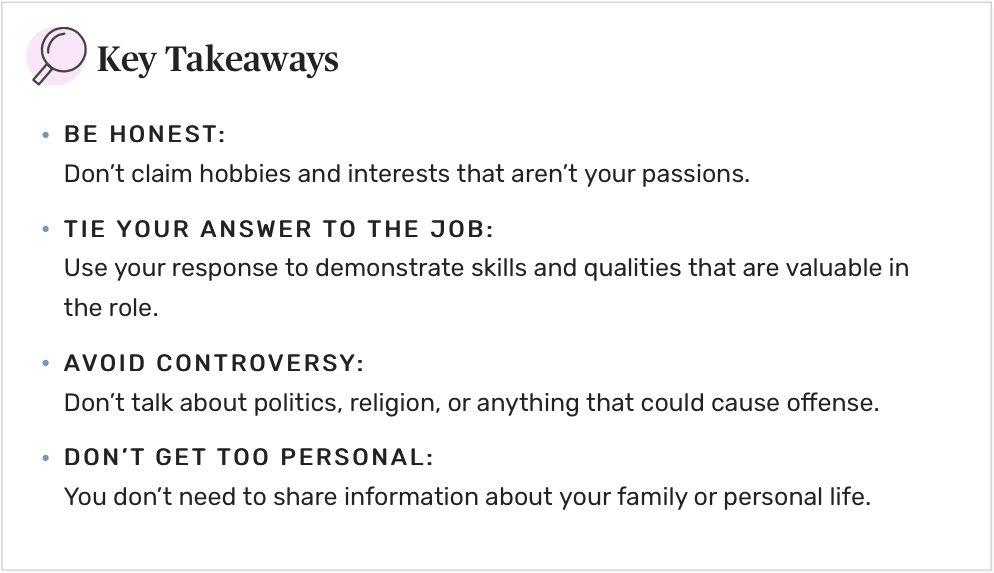 Key Takeaways
• BE HONEST:
Don’t claim hobbies and interests that aren’t your passions.
• TIE YOUR ANSWER TO THE JOB:
Use your response to demonstrate skills and qualities that are valuable in
the role.
• AVOID CONTROVERSY:
Don’t talk about politics, religion, or anything that could cause offense.
• DON’T GET TOO PERSONAL:
You don’t need to share information about your family or personal life.